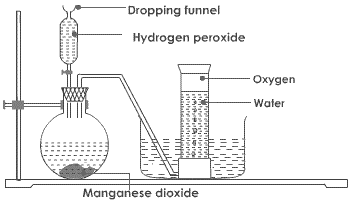 Dropping funnel
Hydrogen peroxide
Oxygen
Water
Manganese dioxide